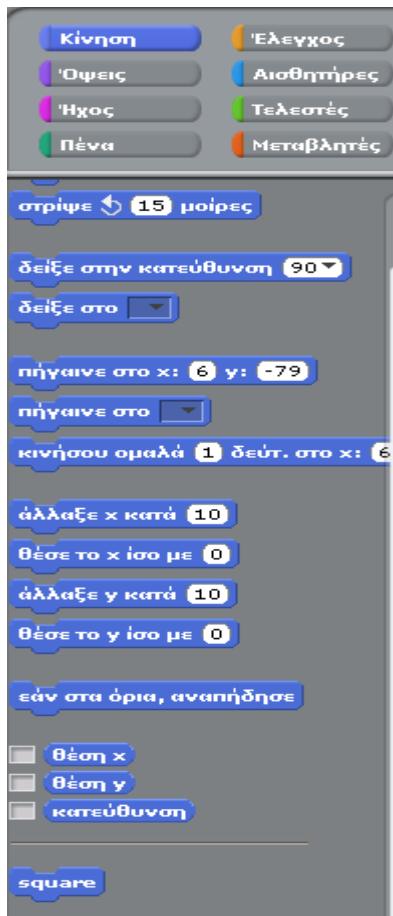 Κίνηση Έλεγχος
Όψεις Αισθητήρες
Ήχος Τελεστές
Πένα Μεταβλητές
στρίψε 15 μοίρες
δείξε στην κατεύθυνση 90
δείξε στο
πήγαινε στο x: 6 y: -79
πήγαινε στο
κινήσου ομαλά 1 δεύτ. στο x: 6
άλλαξε x κατά 10
θέσε το x ίσο με 0
άλλαξε y κατά 10
θέσε το y ίσο με 0
εάν στα όρια, αναπήδησε
θέση x
θέση y
κατεύθυνση
square